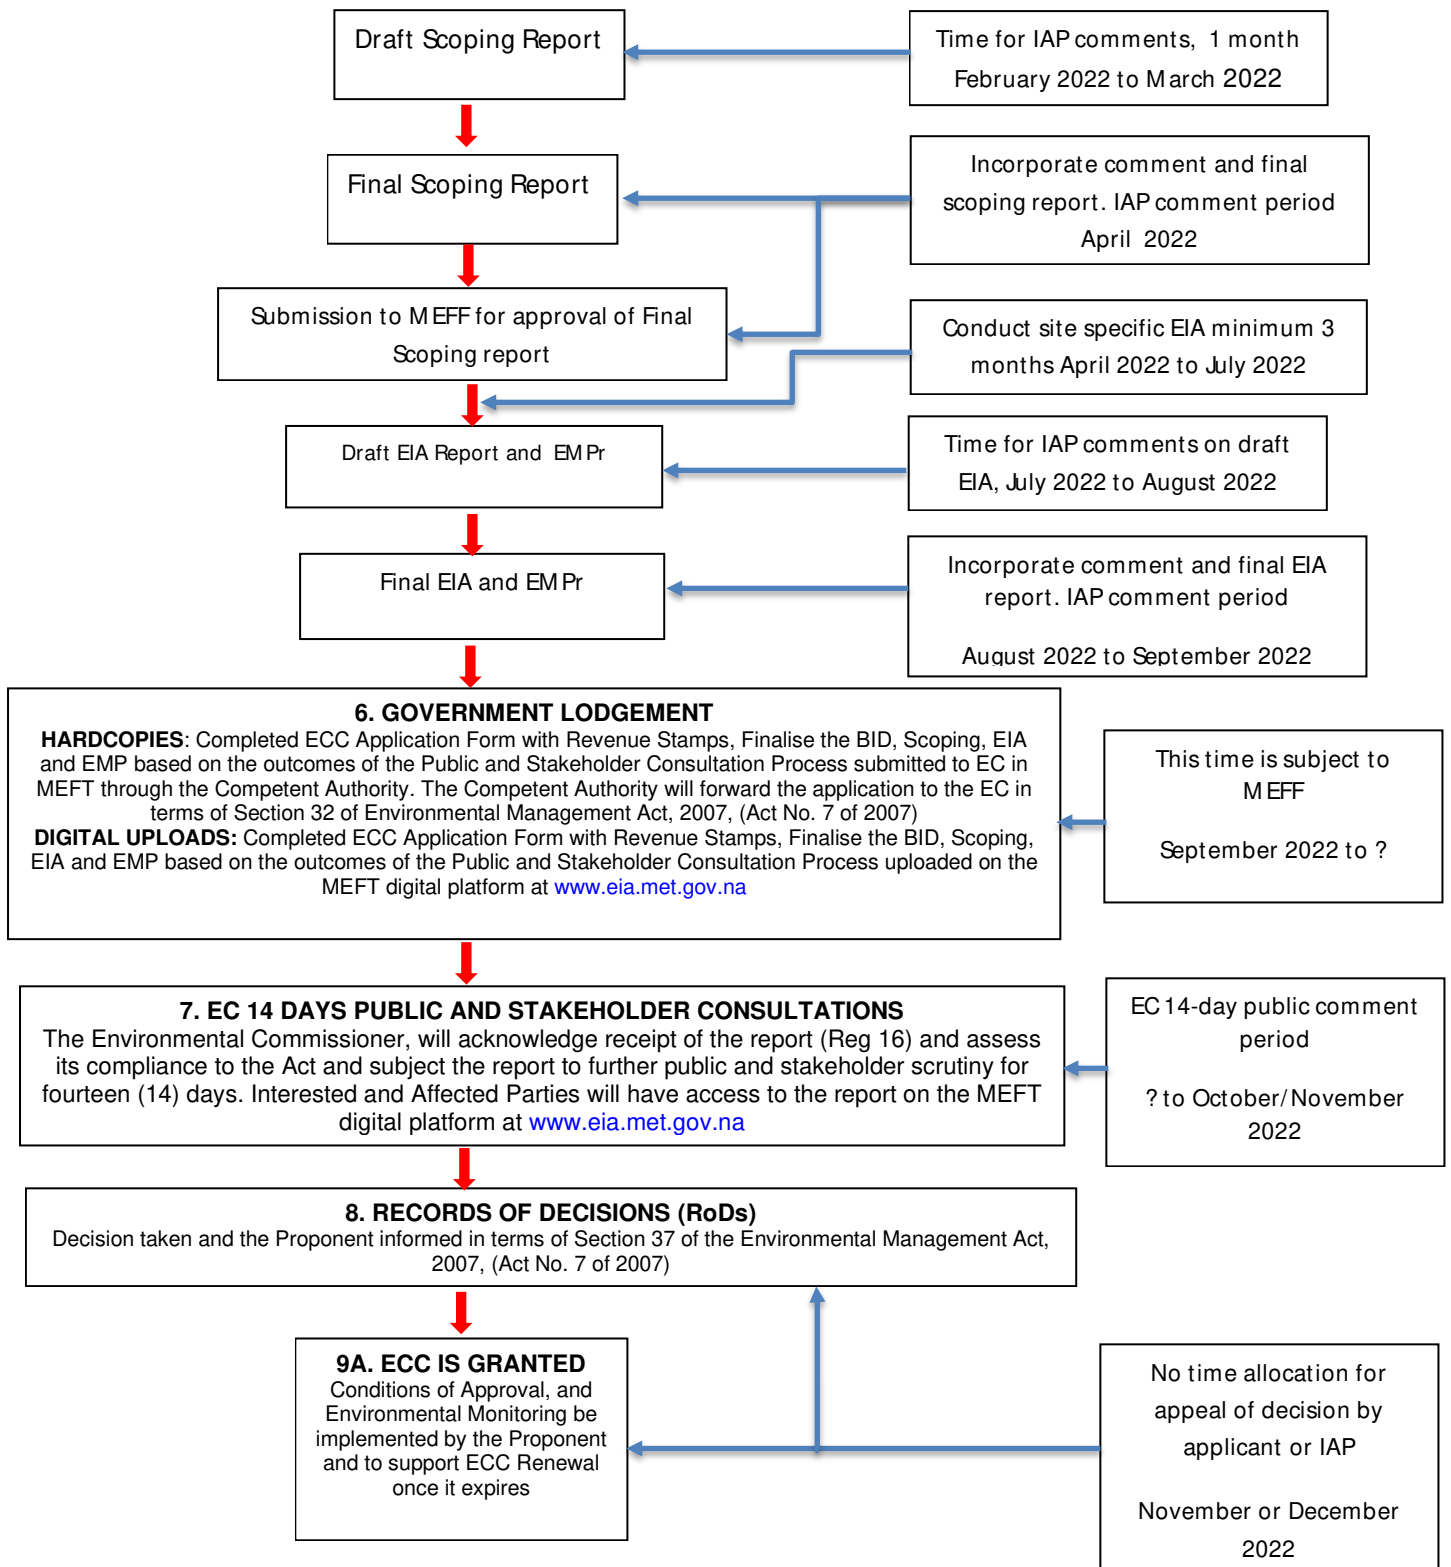 Draft Scoping Report
Time for IAP comments, 1 month
February 2022 to March 2022
Final Scoping Report
Incorporate comment and final
scoping report. IAP comment period
April 2022
Submission to MEFF for approval of Final
Scoping report
Conduct site specific EIA minimum 3
months April 2022 to July 2022
Draft EIA Report and EMPr
Time for IAP comments on draft
EIA, July 2022 to August 2022
Final EIA and EMPr
Incorporate comment and final EIA
report. IAP comment period
August 2022 to September 2022
6. GOVERNMENT LODGEMENT
HARDCOPIES: Completed ECC Application Form with Revenue Stamps, Finalise the BID, Scoping, EIA
and EMP based on the outcomes of the Public and Stakeholder Consultation Process submitted to EC in
MEFT through the Competent Authority. The Competent Authority will forward the application to the EC in
terms of Section 32 of Environmental Management Act, 2007, (Act No. 7 of 2007)
DIGITAL UPLOADS: Completed ECC Application Form with Revenue Stamps, Finalise the BID, Scoping,
EIA and EMP based on the outcomes of the Public and Stakeholder Consultation Process uploaded on the
MEFT digital platform at www.eia.met.gov.na
This time is subject to
MEFF
September 2022 to ?
7. EC 14 DAYS PUBLIC AND STAKEHOLDER CONSULTATIONS
The Environmental Commissioner, will acknowledge receipt of the report (Reg 16) and assess
its compliance to the Act and subject the report to further public and stakeholder scrutiny for
fourteen (14) days. Interested and Affected Parties will have access to the report on the MEFT
digital platform at www.eia.met.gov.na
EC 14-day public comment
period
? to October/November
2022
8. RECORDS OF DECISIONS (RoDs)
Decision taken and the Proponent informed in terms of Section 37 of the Environmental Management Act,
2007, (Act No. 7 of 2007)
9A. ECC IS GRANTED
Conditions of Approval, and
Environmental Monitoring be
implemented by the Proponent
and to support ECC Renewal
once it expires
No time allocation for
appeal of decision by
applicant or IAP
November or December
2022